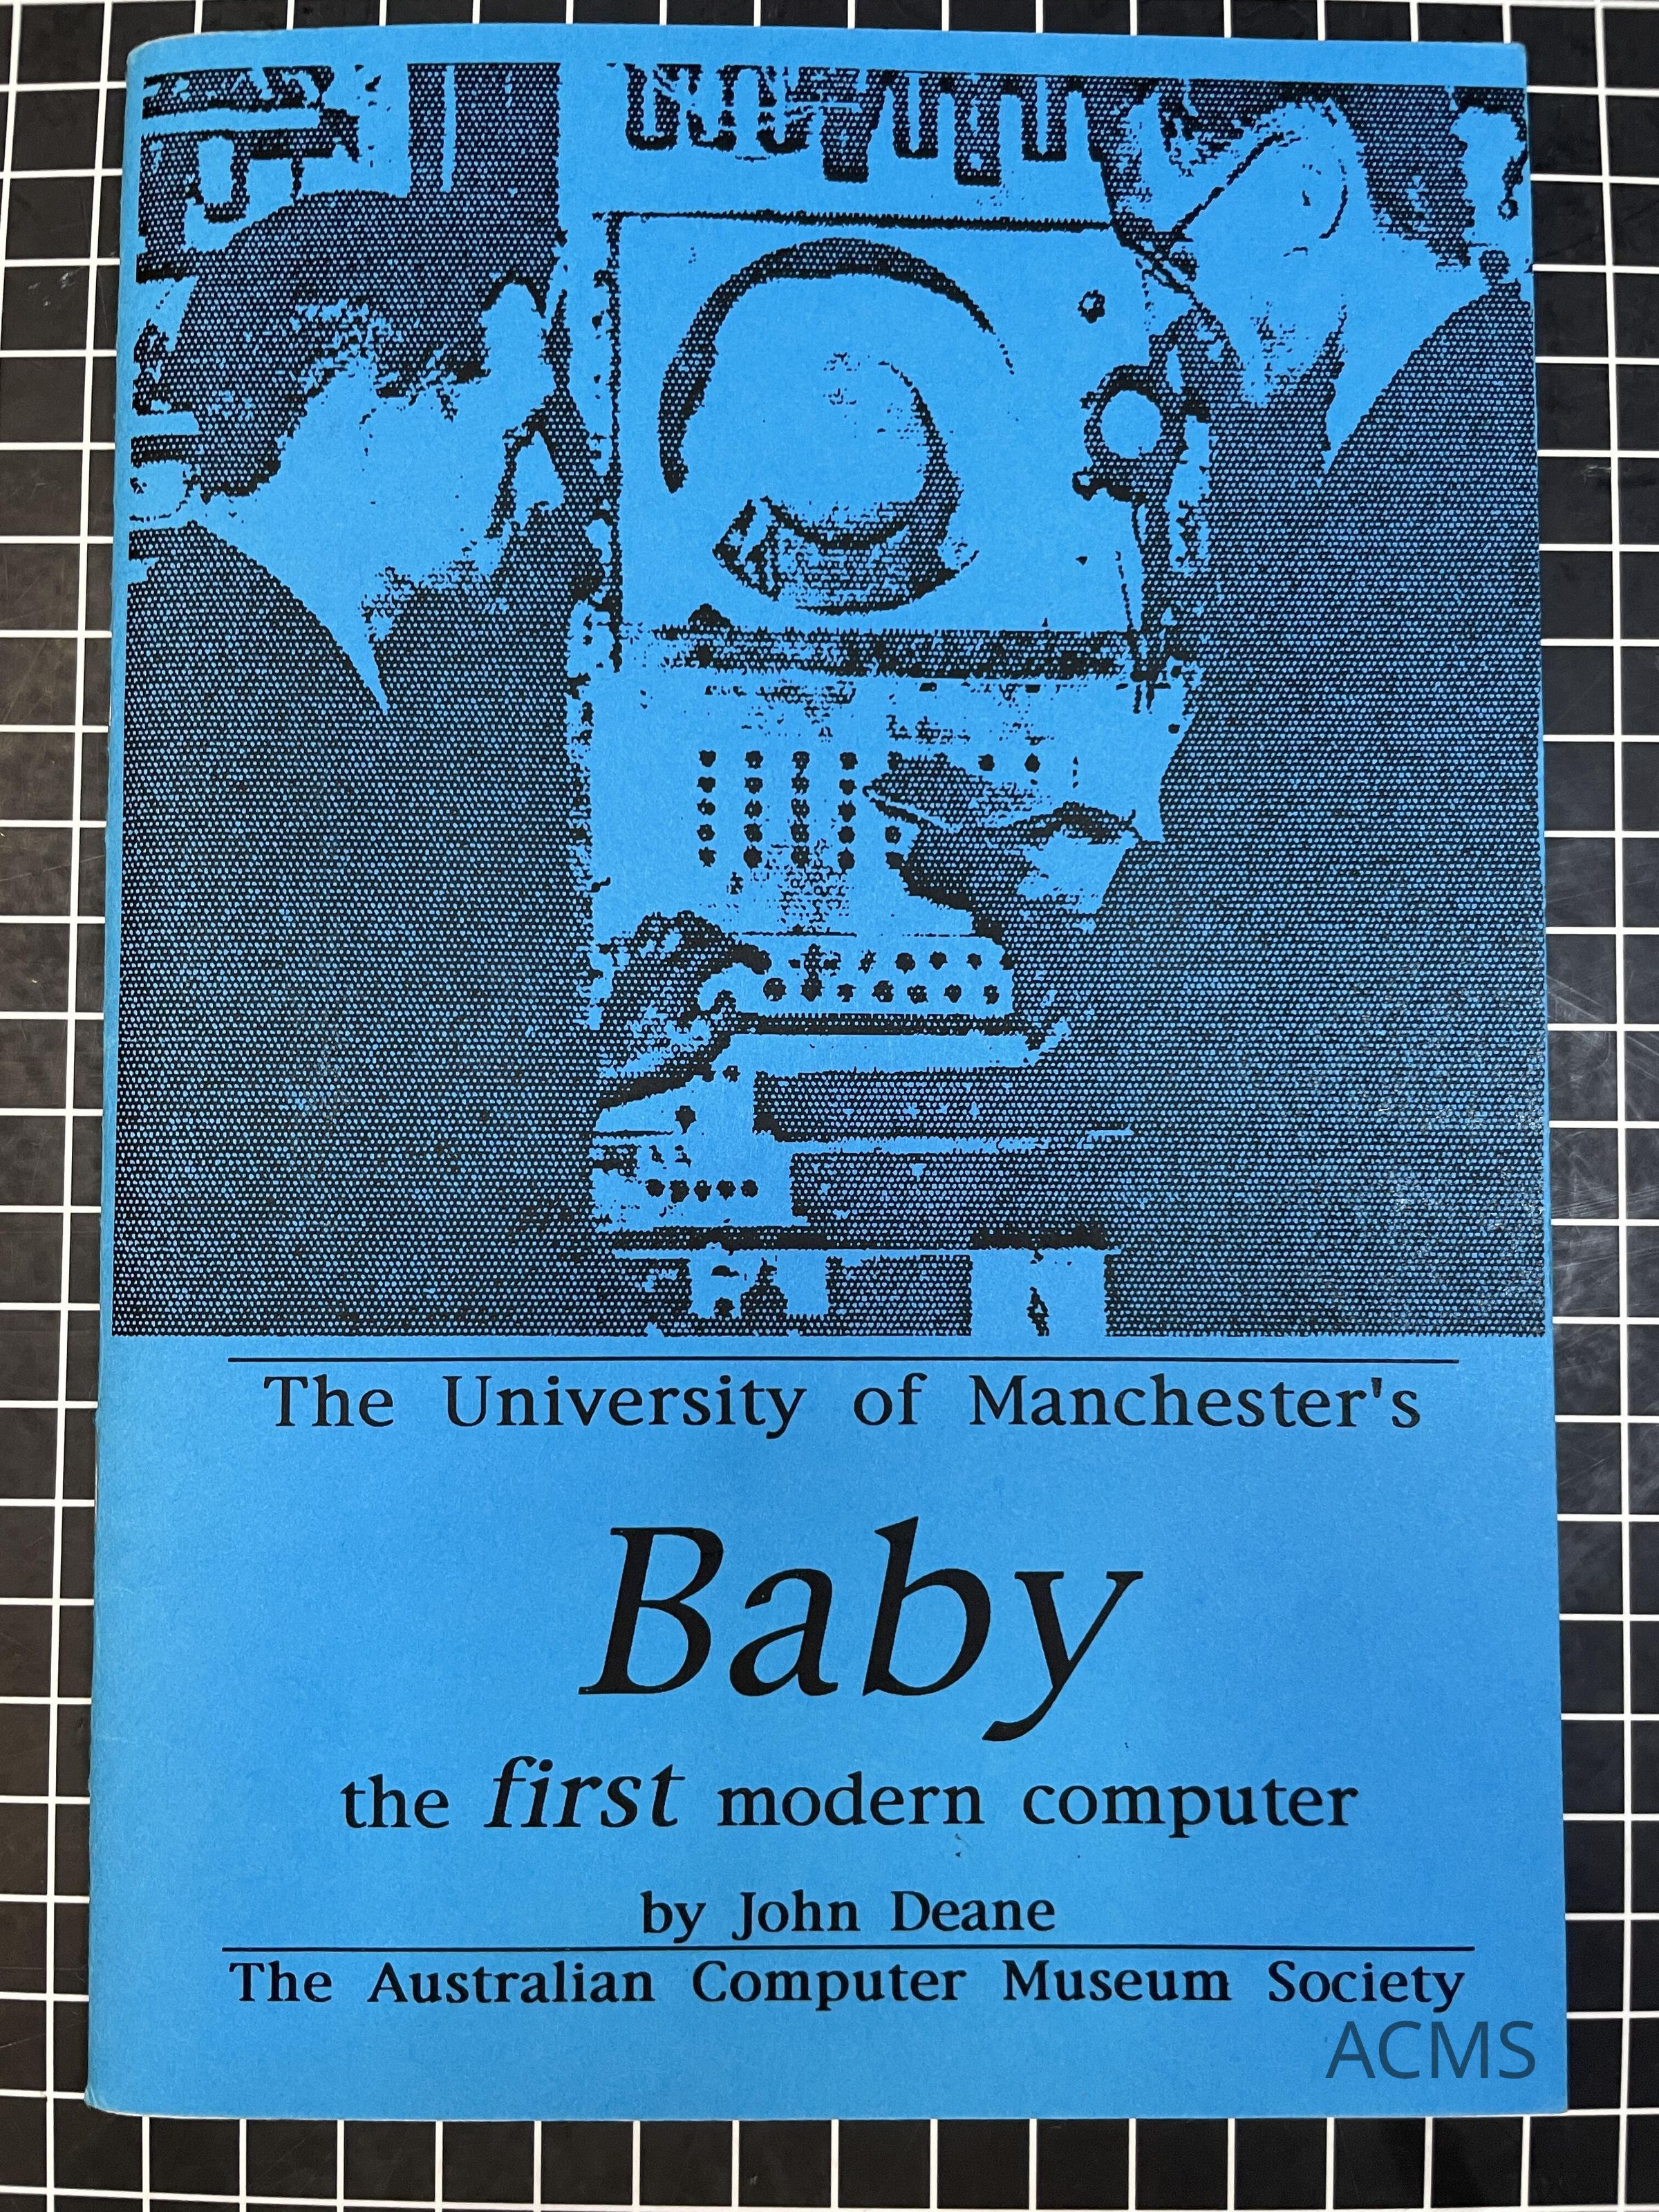 The University of Manchester's
Baby
the first modern computer
by John Deane
The Australian Computer Museum Society
ACMS